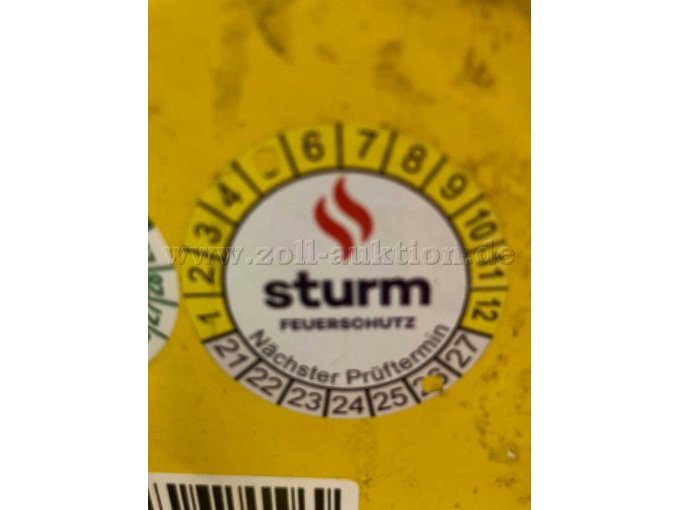 1 2 3 4 6 7 8 9 10 11 12
www.zoll-auktion.de
sturm
FEUERSCHUTZ
Nächster Prüftermin
21 22 23 24 25 26 27